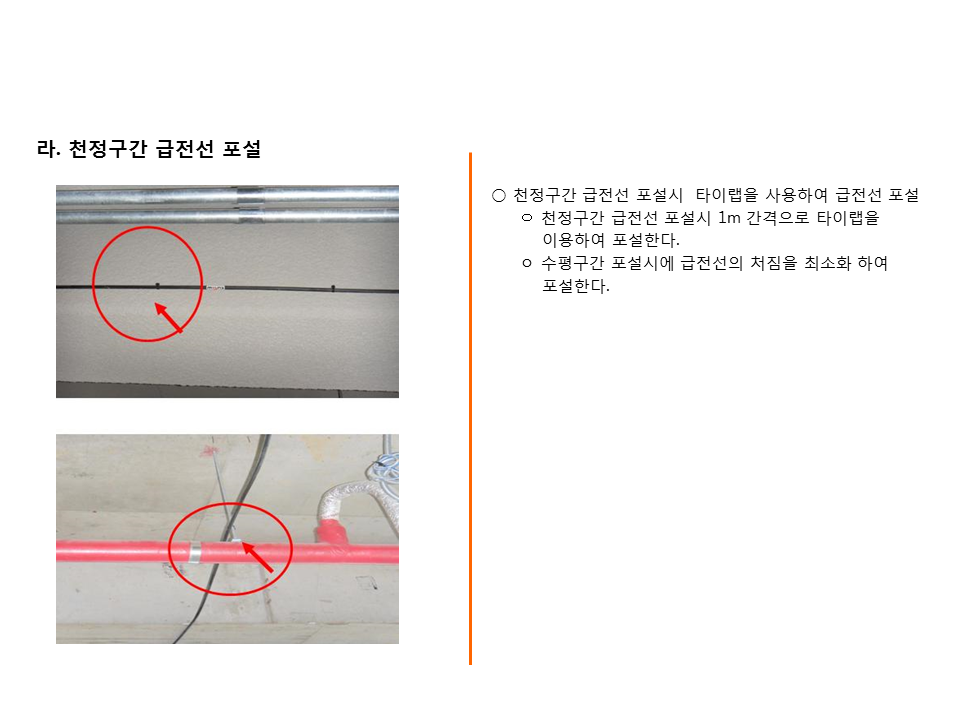 라. 천정구간 급전선 포설
○ 천정구간 급전선 포설시 타이랩을 사용하여 급전선 포설
○ 천정구간 급전선 포설시 1m 간격으로 타이랩을
이용하여 포설한다.
○ 수평구간 포설시에 급전선의 처짐을 최소화 하여
포설한다.